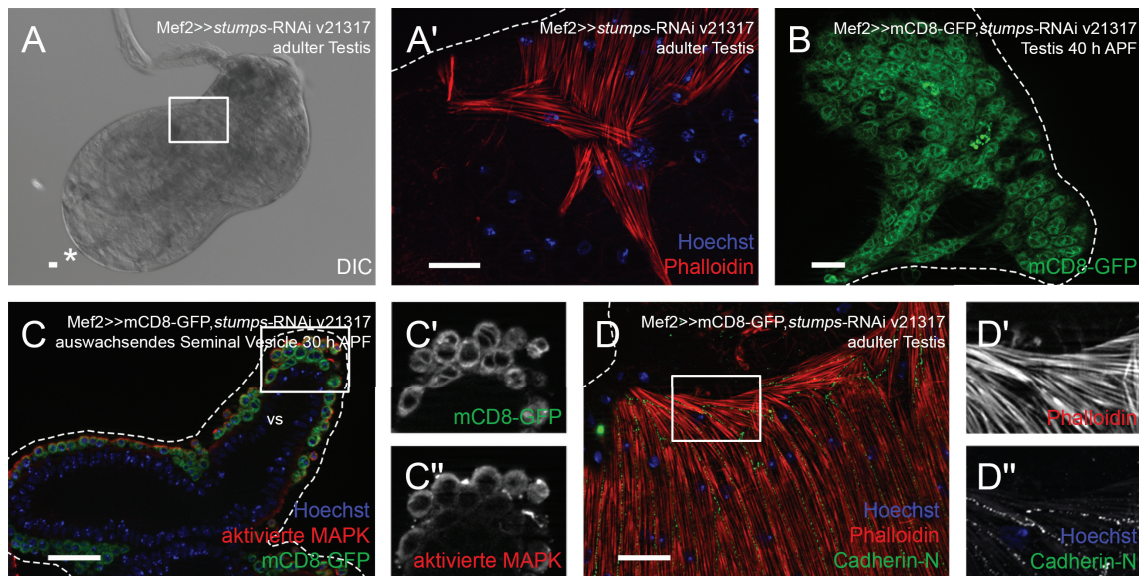 A
Mef2>>stumps-RNAi v21317
adulter Testis
*
DIC
A'
Mef2>>stumps-RNAi v21317
adulter Testis
Hoechst
Phalloidin
B
Mef2>>mCD8-GFP,stumps-RNAi v21317
Testis 40 h APF
mCD8-GFP
C
Mef2>>mCD8-GFP,stumps-RNAi v21317
auswachsendes Seminal Vesicle 30 h APF
vs
Hoechst
aktivierte MAPK
mCD8-GFP
C'
mCD8-GFP
C"
aktivierte MAPK
D
Mef2>>mCD8-GFP,stumps-RNAi v21317
adulter Testis
Hoechst
Phalloidin
Cadherin-N
D'
Phalloidin
D"
Hoechst
Cadherin-N